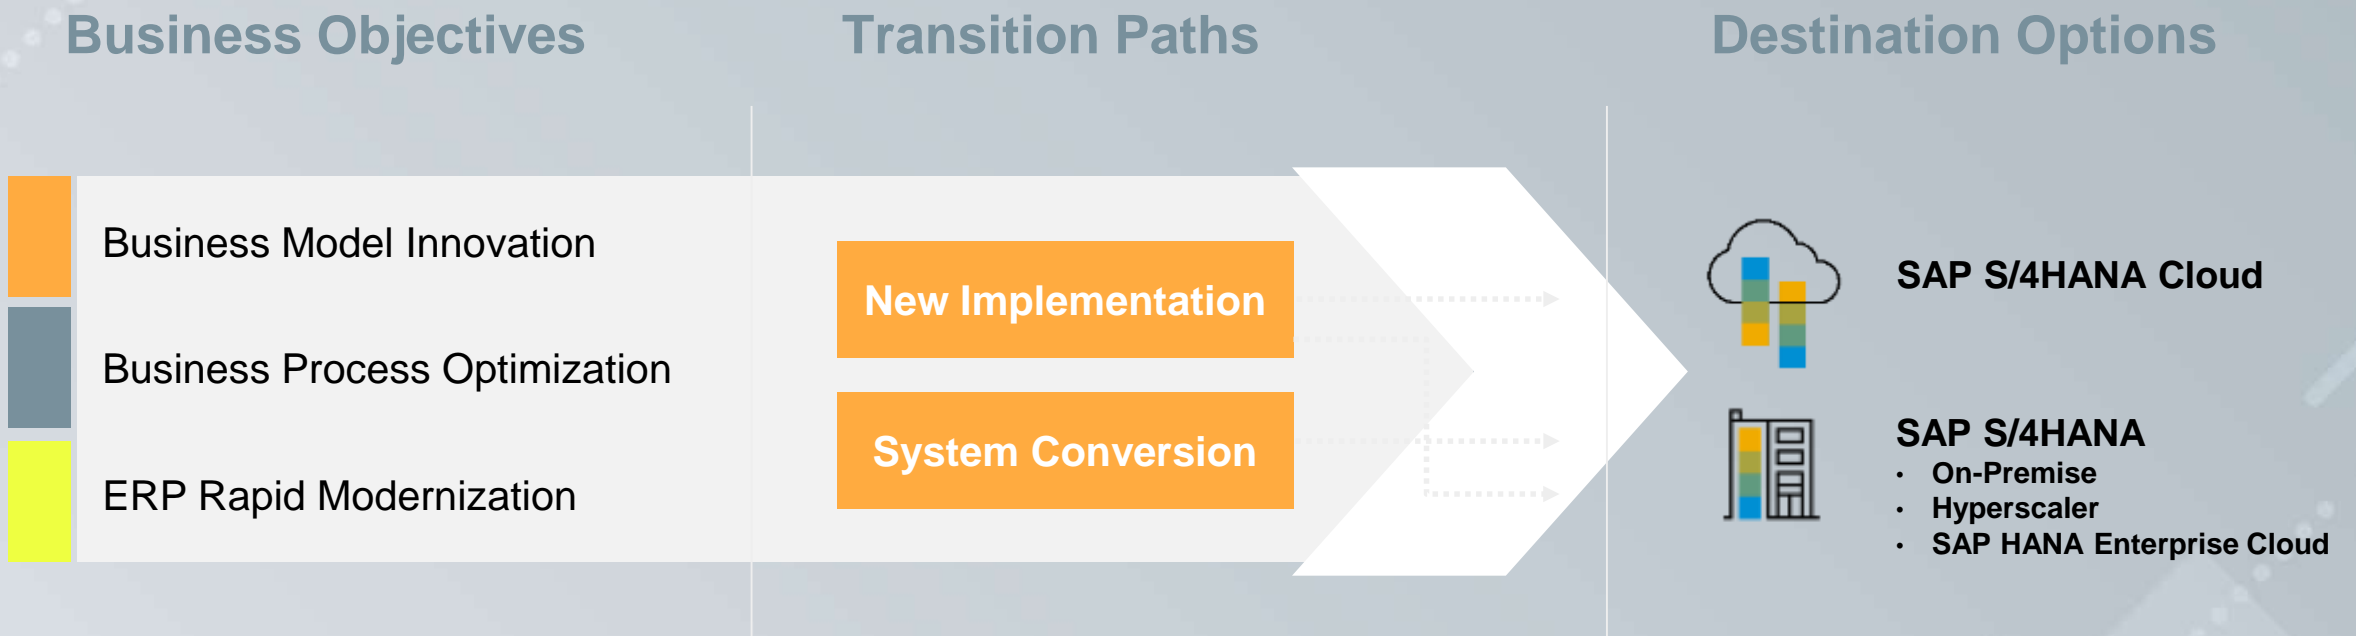 Business Objectives
Transition Paths
Destination Options
Business Model Innovation
Business Process Optimization
ERP Rapid Modernization
New Implementation
System Conversion
SAP S/4HANA Cloud
SAP S/4HANA
• On-Premise
• Hyperscaler
• SAP HANA Enterprise Cloud